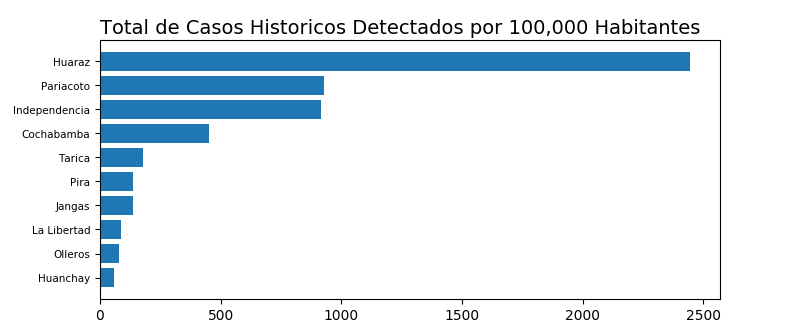 Total de Casos Historicos Detectados por 100,000 Habitantes
Huaraz
Pariacoto
Independencia
Cochabamba
Tarica
Pira
Jangas
La Libertad
Olleros
Huanchay
0 500 1000 1500 2000 2500